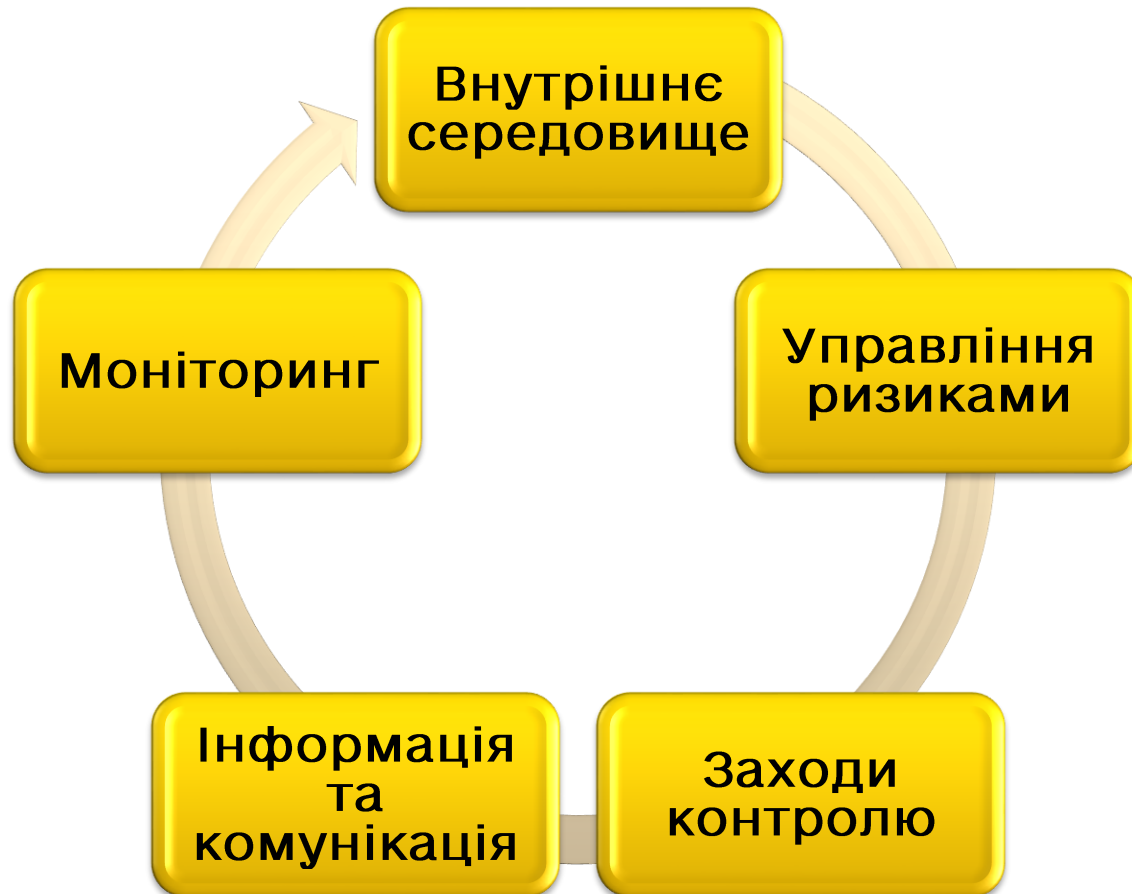 Внутрішнє
середовище
Управління
ризиками
Заходи
контролю
Інформація
та
комунікація
Моніторинг